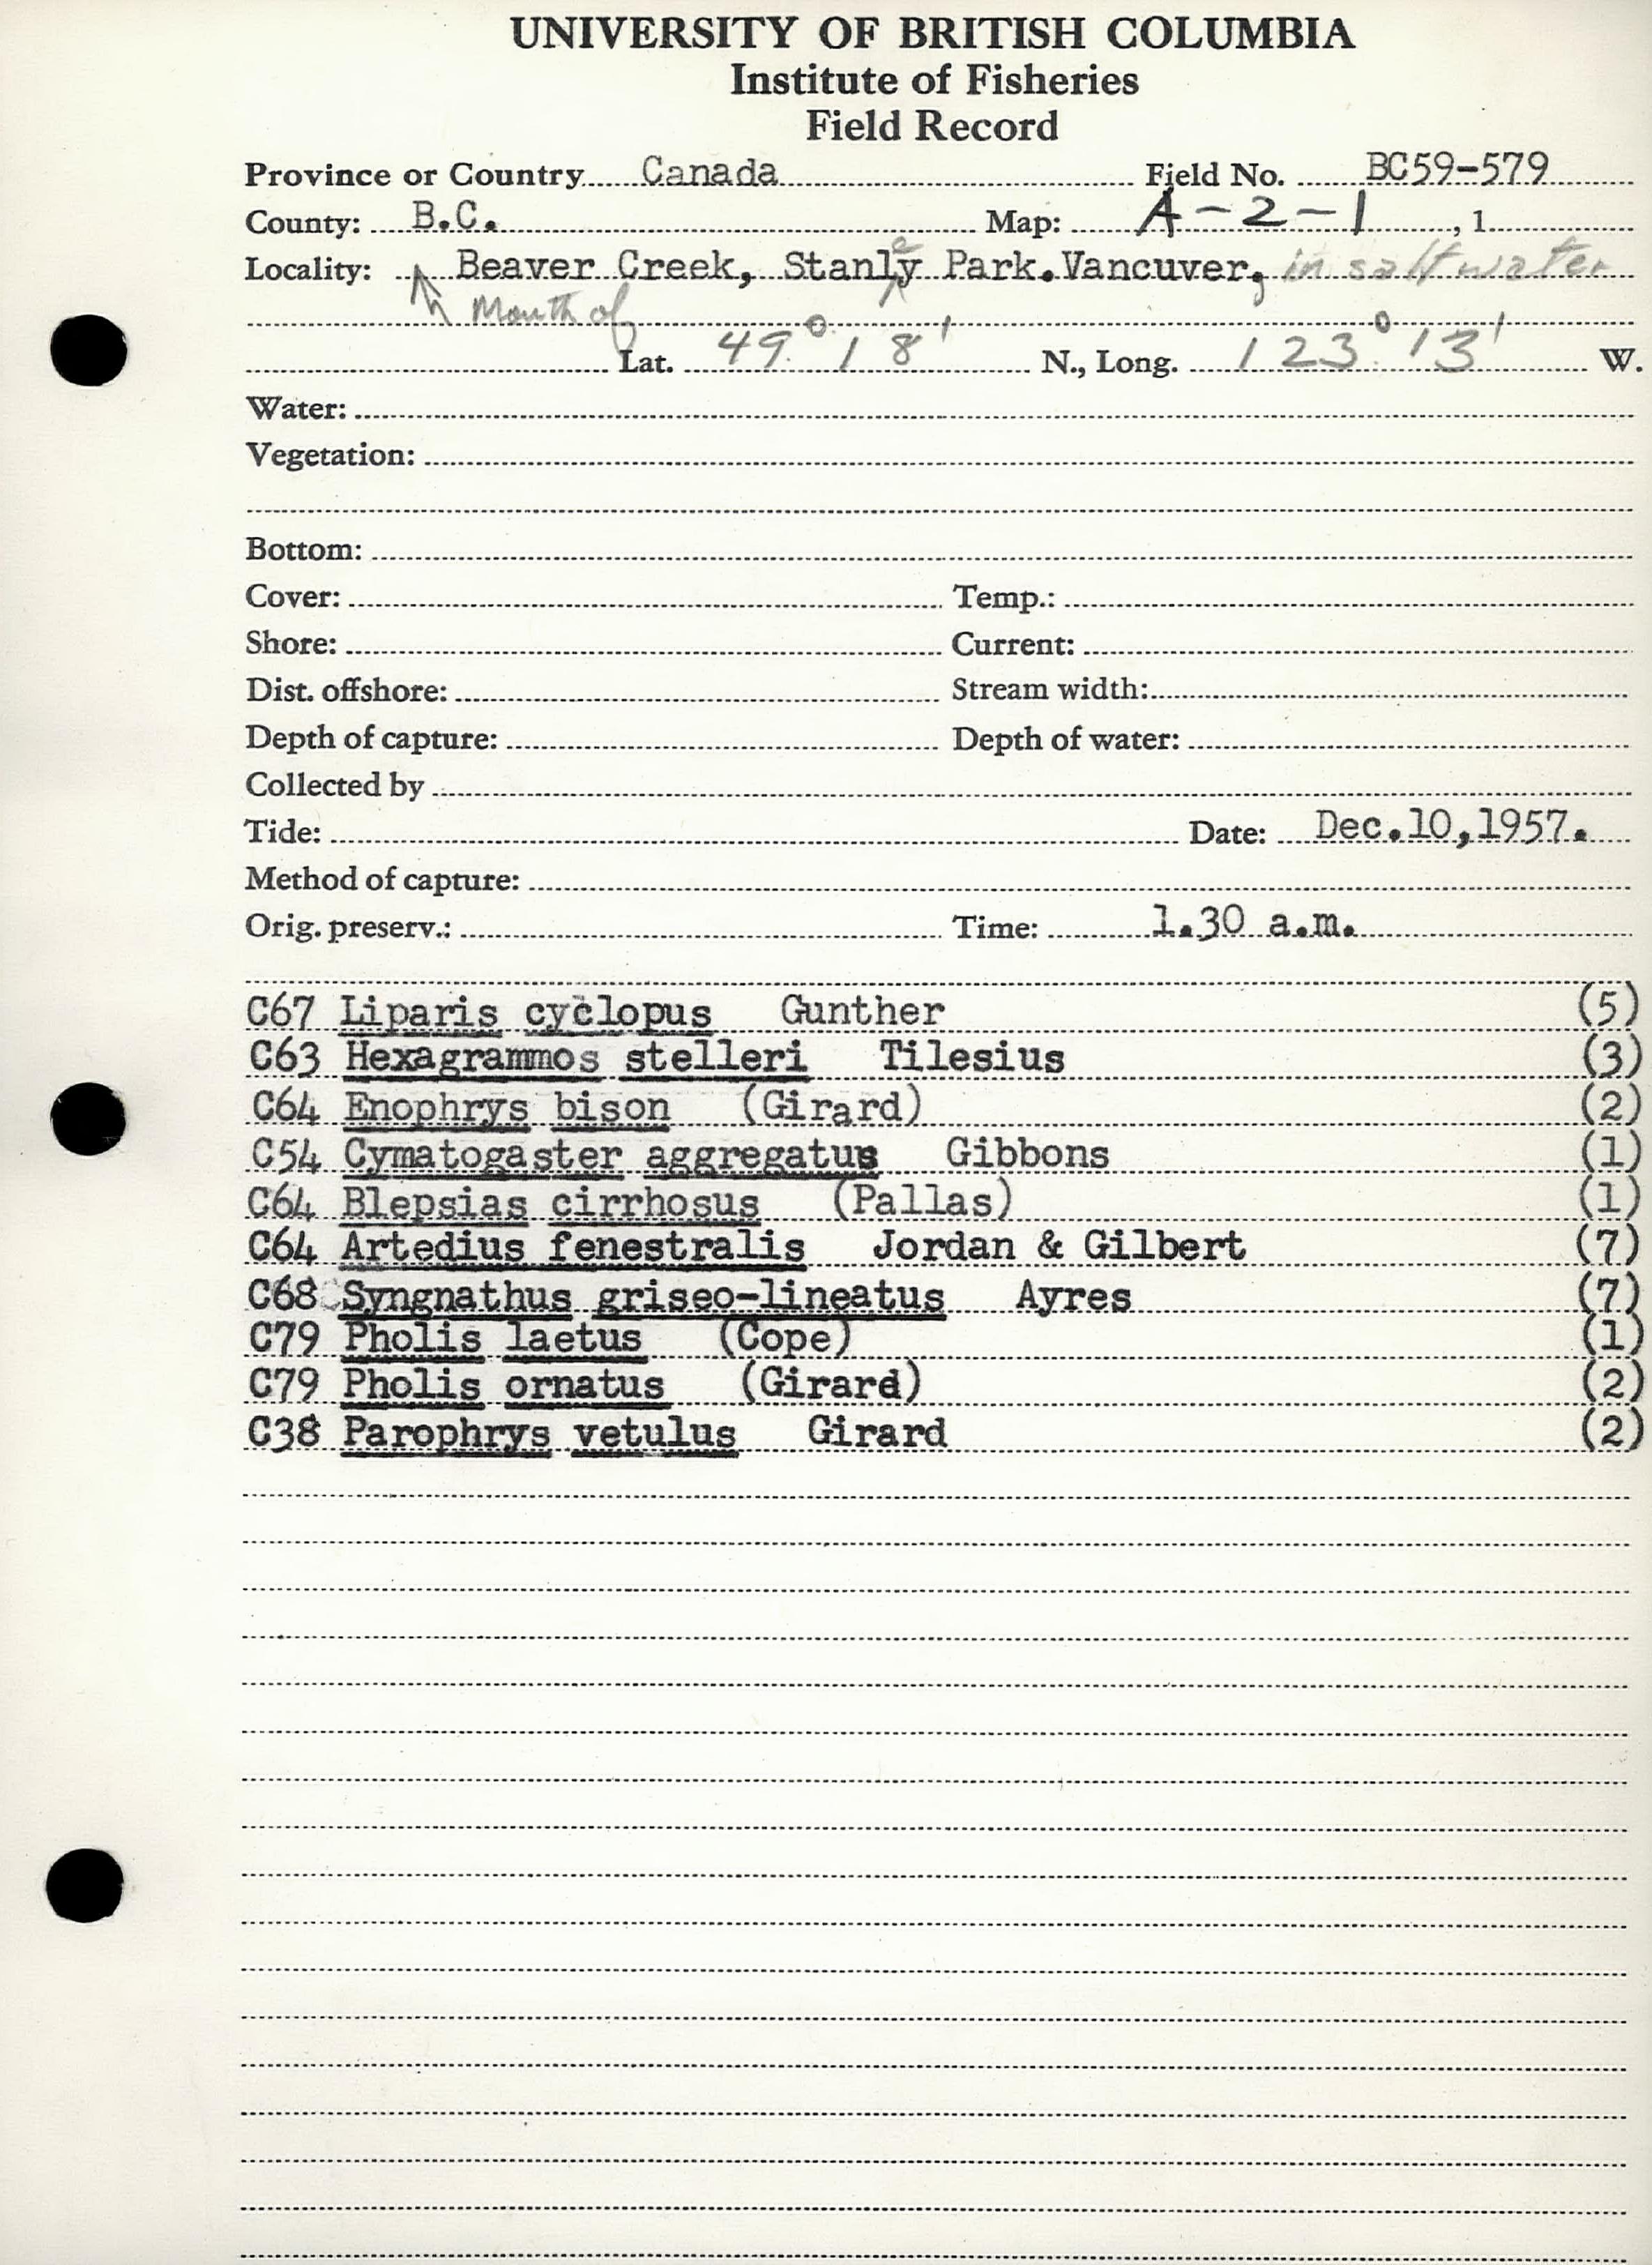 UNIVERSITY OF BRITISH COLUMBIA
Institute of Fisheries
Field Record
Province or Country Canada Field No. BC59-579
County: B.C. Map: A-2-1, 1
Locality: Beaver Creek, Stanley Park. Vancuver, in saltwater
Mouth of
Lat. 49° 18' N., Long. 123° 13' W.
Water:
Vegetation:
Bottom:
Cover: Temp.:
Shore: Current:
Dist. offshore: Stream width:
Depth of capture: Depth of water:
Collected by
Tide: Date: Dec.10,1957.
Method of capture:
Orig. preserv.: Time: 1.30 a.m.
C67 Liparis cyclopus Gunther (5)
C63 Hexagrammos stelleri Tilesius (3)
C64 Enophrys bison (Girard) (2)
C54 Cymatogaster aggregatus Gibbons (1)
C64 Blepsias cirrhosus (Pallas) (1)
C64 Artedius fenestralis Jordan & Gilbert (7)
C68 Syngnathus griseo-lineatus Ayres (7)
C79 Pholis laetus (Cope) (1)
C79 Pholis ornatus (Girard) (2)
C38 Parophrys vetulus Girard (2)